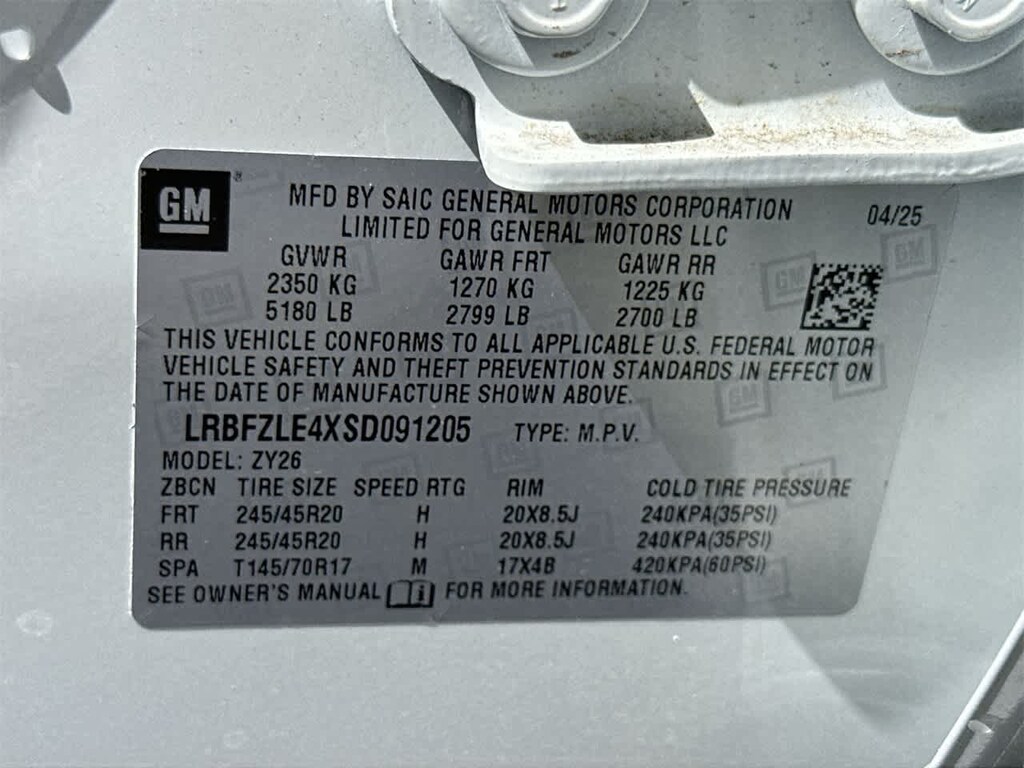 GM
MFD BY SAIC GENERAL MOTORS CORPORATION 04/25
LIMITED FOR GENERAL MOTORS LLC
GVWR GAWR FRT GAWR RR
2350 KG 1270 KG 1225 KG
5180 LB 2799 LB 2700 LB
THIS VEHICLE CONFORMS TO ALL APPLICABLE U.S. FEDERAL MOTOR
VEHICLE SAFETY AND THEFT PREVENTION STANDARDS IN EFFECT ON
THE DATE OF MANUFACTURE SHOWN ABOVE.
LRBFZLE4XSD091205 TYPE: M.P.V.
MODEL: ZY26
ZBCN TIRE SIZE SPEED RTG RIM COLD TIRE PRESSURE
FRT 245/45R20 H 20X8.5J 240KPA(35PSI)
RR 245/45R20 H 20X8.5J 240KPA(35PSI)
SPA T145/70R17 M 17X4B 420KPA(60PSI)
SEE OWNER'S MANUAL i FOR MORE INFORMATION.